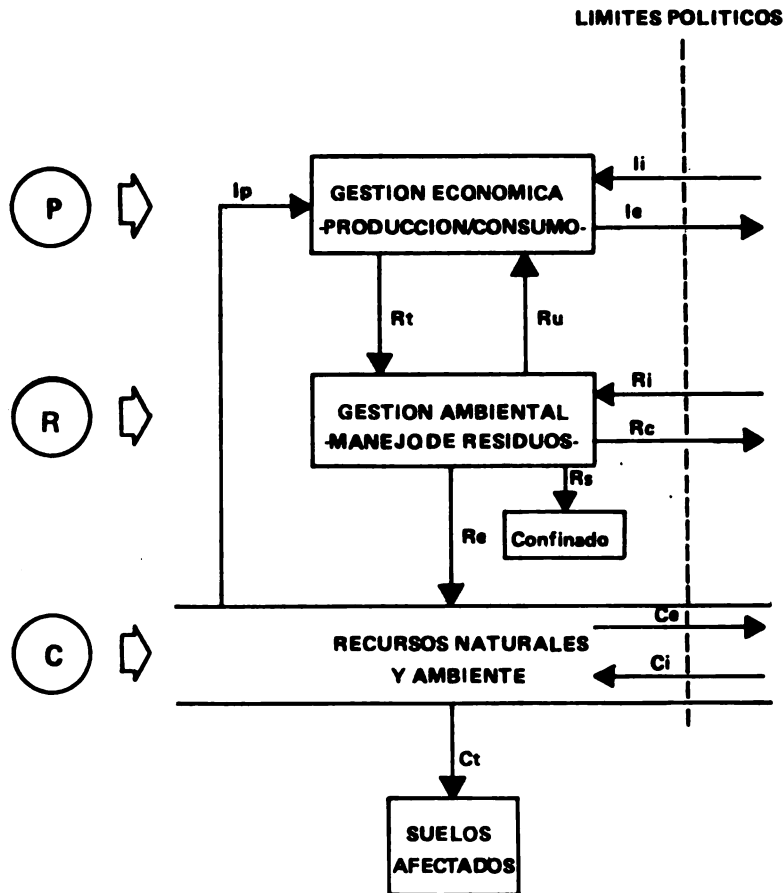 LIMITES POLITICOS
Ii
P
Ip
GESTION ECONOMICA
-PRODUCCION/CONSUMO-
Ie
Rt
Ru
Ri
R
GESTION AMBIENTAL
-MANEJO DE RESIDUOS-
Rc
Rs
Re
Confinado
Ce
C
RECURSOS NATURALES
Y AMBIENTE
Ci
Ct
SUELOS
AFECTADOS